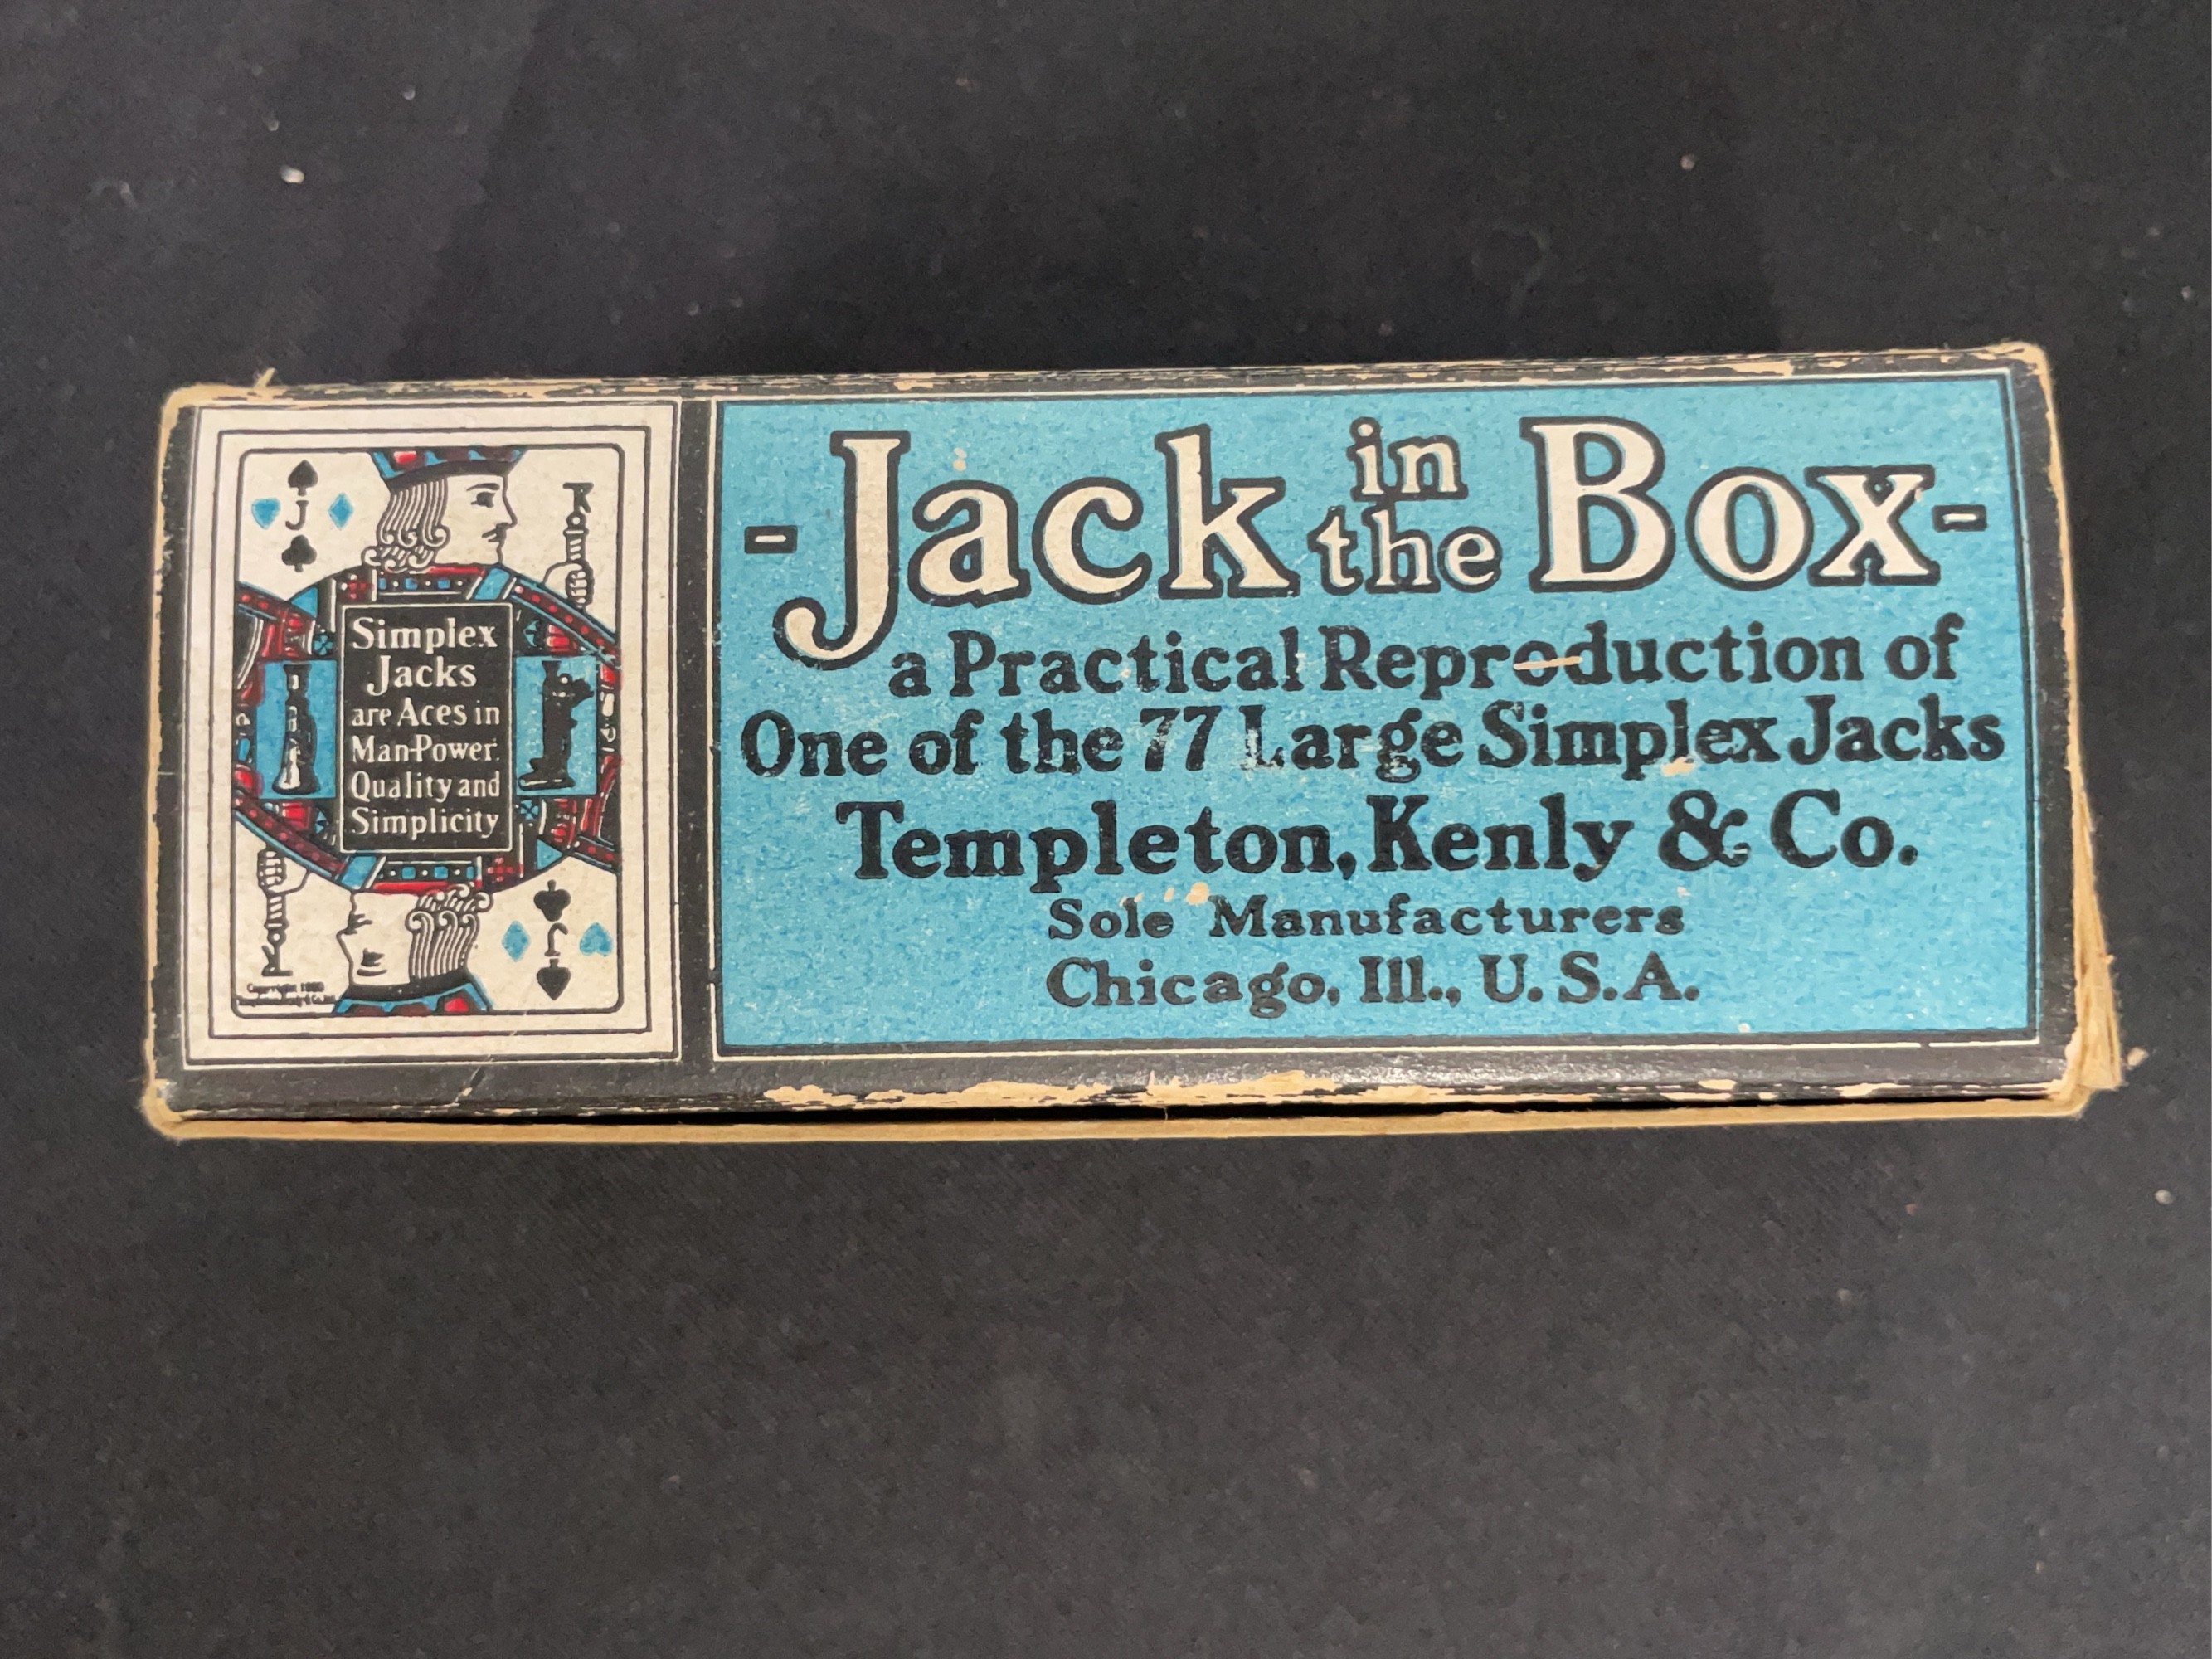 J
Simplex
Jacks
are Aces in
Man-Power.
Quality and
Simplicity
J
-Jack in the Box-
a Practical Reproduction of
One of the 77 Large Simplex Jacks
Templeton, Kenly & Co.
Sole Manufacturers
Chicago, Ill., U.S.A.